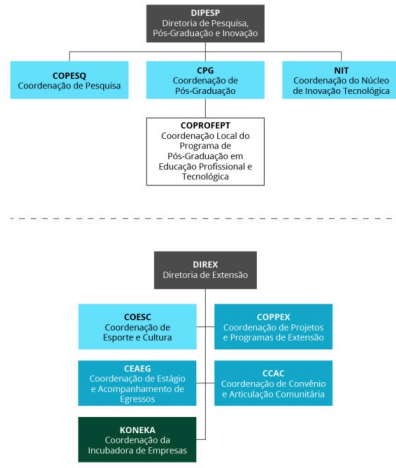 DIPESP
Diretoria de Pesquisa,
Pós-Graduação e Inovação
COPESQ
Coordenação de Pesquisa
CPG
Coordenação de
Pós-Graduação
NIT
Coordenação do Núcleo
de Inovação Tecnológica
COPROFEPT
Coordenação Local do
Programa de
Pós-Graduação em
Educação Profissional e
Tecnológica
DIREX
Diretoria de Extensão
COESC
Coordenação de
Esporte e Cultura
COPPEX
Coordenação de Projetos
e Programas de Extensão
CEAEG
Coordenação de Estágio
e Acompanhamento de
Egressos
CCAC
Coordenação de Convênio
e Articulação Comunitária
KONEKA
Coordenação da
Incubadora de Empresas